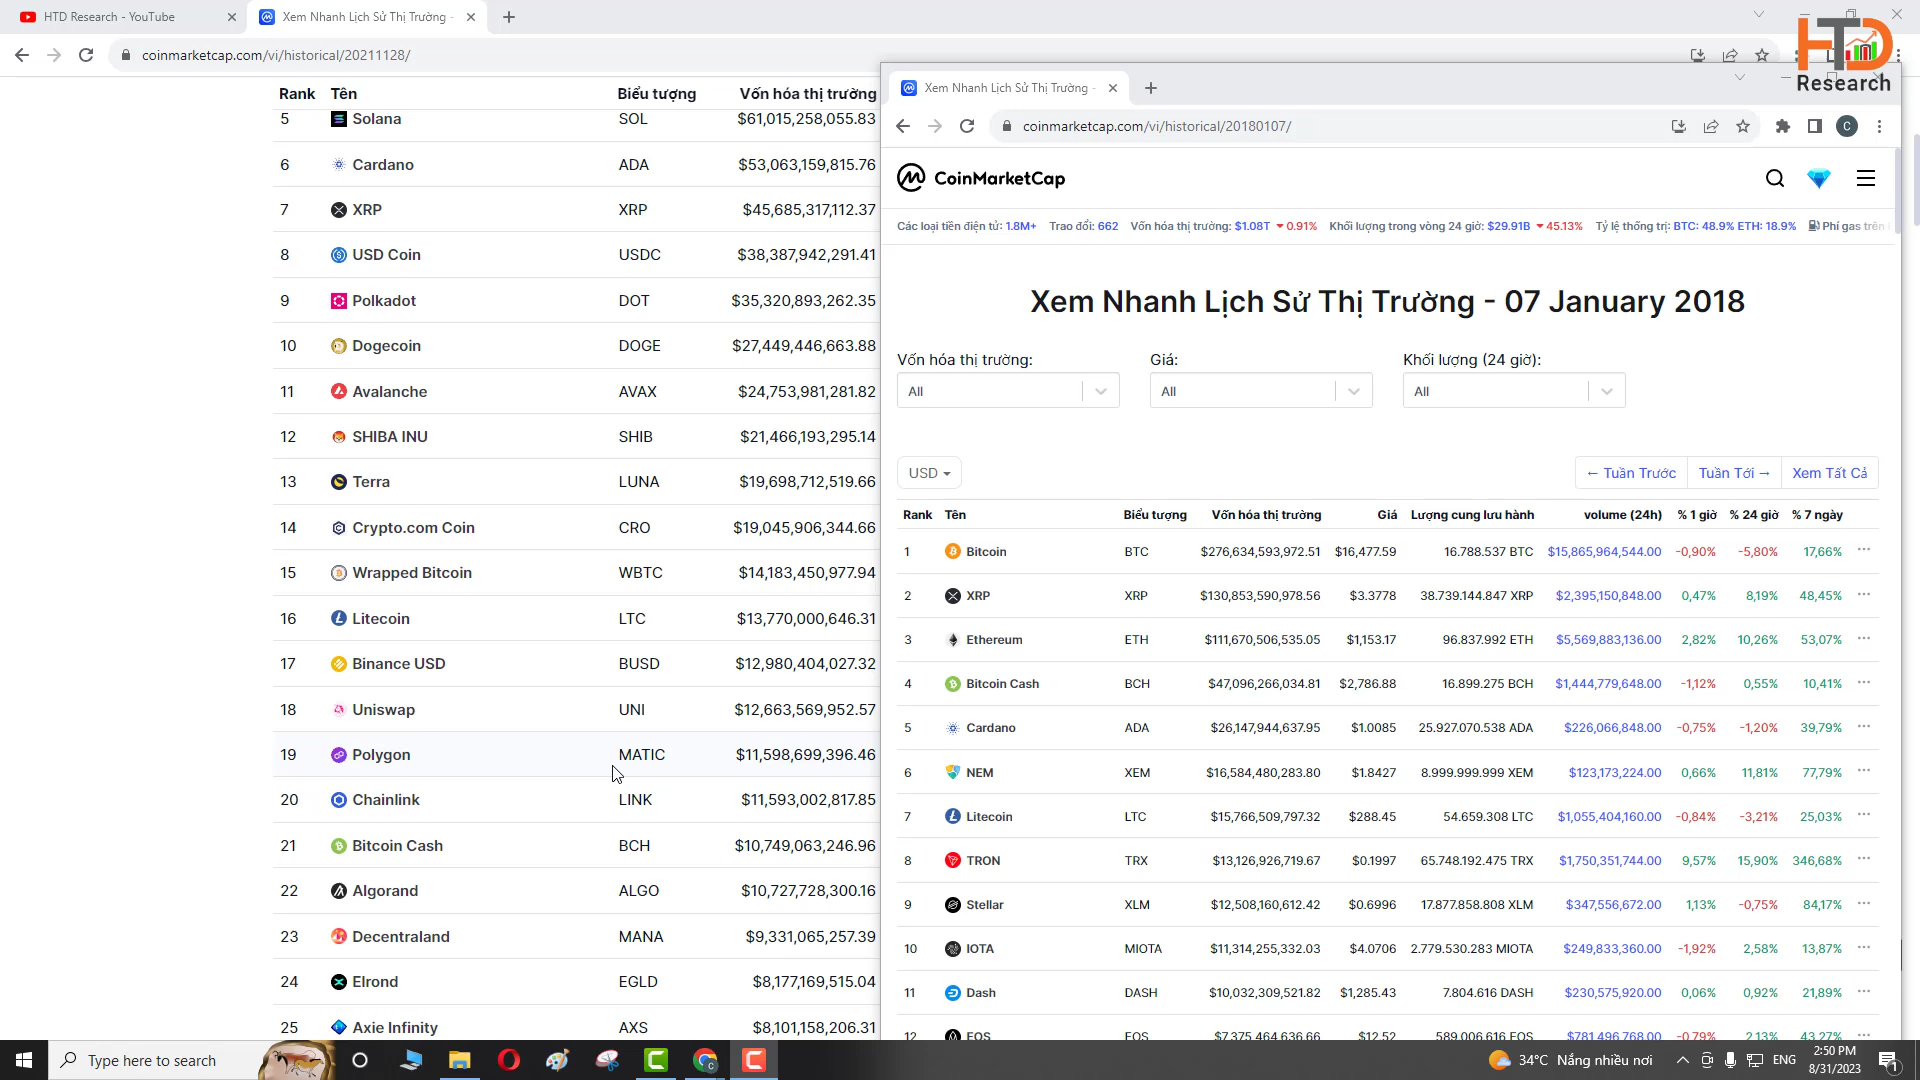 HTD Research - YouTube
Xem Nhanh Lịch Sử Thị Trường -
coinmarketcap.com/vi/historical/20211128/
HTD
Research
Rank Tên Biểu tượng Vốn hóa thị trường
5 Solana SOL $61,015,258,055.83
6 Cardano ADA $53,063,159,815.76
7 XRP XRP $45,685,317,112.37
8 USD Coin USDC $38,387,942,291.41
9 Polkadot DOT $35,320,893,262.35
10 Dogecoin DOGE $27,449,446,663.88
11 Avalanche AVAX $24,753,981,281.82
12 SHIBA INU SHIB $21,466,193,295.14
13 Terra LUNA $19,698,712,519.66
14 Crypto.com Coin CRO $19,045,906,344.66
15 Wrapped Bitcoin WBTC $14,183,450,977.94
16 Litecoin LTC $13,770,000,646.31
17 Binance USD BUSD $12,980,404,027.32
18 Uniswap UNI $12,663,569,952.57
19 Polygon MATIC $11,598,699,396.46
20 Chainlink LINK $11,593,002,817.85
21 Bitcoin Cash BCH $10,749,063,246.96
22 Algorand ALGO $10,727,728,300.16
23 Decentraland MANA $9,331,065,257.39
24 Elrond EGLD $8,177,169,515.04
25 Axie Infinity AXS $8,101,158,206.31
Xem Nhanh Lịch Sử Thị Trường -
coinmarketcap.com/vi/historical/20180107/
C
CoinMarketCap
Các loại tiền điện tử: 1.8M+ Trao đổi: 662 Vốn hóa thị trường: $1.08T 0.91% Khối lượng trong vòng 24 giờ: $29.91B 45.13% Tỷ lệ thống trị: BTC: 48.9% ETH: 18.9% Phí gas trên
Xem Nhanh Lịch Sử Thị Trường - 07 January 2018
Vốn hóa thị trường: Giá: Khối lượng (24 giờ):
All All All
USD ← Tuần Trước Tuần Tới → Xem Tất Cả
Rank Tên Biểu tượng Vốn hóa thị trường Giá Lượng cung lưu hành volume (24h) % 1 giờ % 24 giờ % 7 ngày
1 Bitcoin BTC $276,634,593,972.51 $16,477.59 16.788.537 BTC $15,865,964,544.00 -0,90% -5,80% 17,66% ...
2 XRP XRP $130,853,590,978.56 $3.3778 38.739.144.847 XRP $2,395,150,848.00 0,47% 8,19% 48,45% ...
3 Ethereum ETH $111,670,506,535.05 $1,153.17 96.837.992 ETH $5,569,883,136.00 2,82% 10,26% 53,07% ...
4 Bitcoin Cash BCH $47,096,266,034.81 $2,786.88 16.899.275 BCH $1,444,779,648.00 -1,12% 0,55% 10,41% ...
5 Cardano ADA $26,147,944,637.95 $1.0085 25.927.070.538 ADA $226,066,848.00 -0,75% -1,20% 39,79% ...
6 NEM XEM $16,584,480,283.80 $1.8427 8.999.999.999 XEM $123,173,224.00 0,66% 11,81% 77,79% ...
7 Litecoin LTC $15,766,509,797.32 $288.45 54.659.308 LTC $1,055,404,160.00 -0,84% -3,21% 25,03% ...
8 TRON TRX $13,126,926,719.67 $0.1997 65.748.192.475 TRX $1,750,351,744.00 9,57% 15,90% 346,68% ...
9 Stellar XLM $12,508,160,612.42 $0.6996 17.877.858.808 XLM $347,556,672.00 1,13% -0,75% 84,17% ...
10 IOTA MIOTA $11,314,255,332.03 $4.0706 2.779.530.283 MIOTA $249,833,360.00 -1,92% 2,58% 13,87% ...
11 Dash DASH $10,032,309,521.82 $1,285.43 7.804.616 DASH $230,575,920.00 0,06% 0,92% 21,89% ...
12 EOS EOS $7,375,464,636.66 $12.52 589.006.616 EOS $781,496,768.00 -0,79% 2,13% 43,27% ...
Type here to search
34°C Nắng nhiều nơi
ENG
2:50 PM
8/31/2023
1